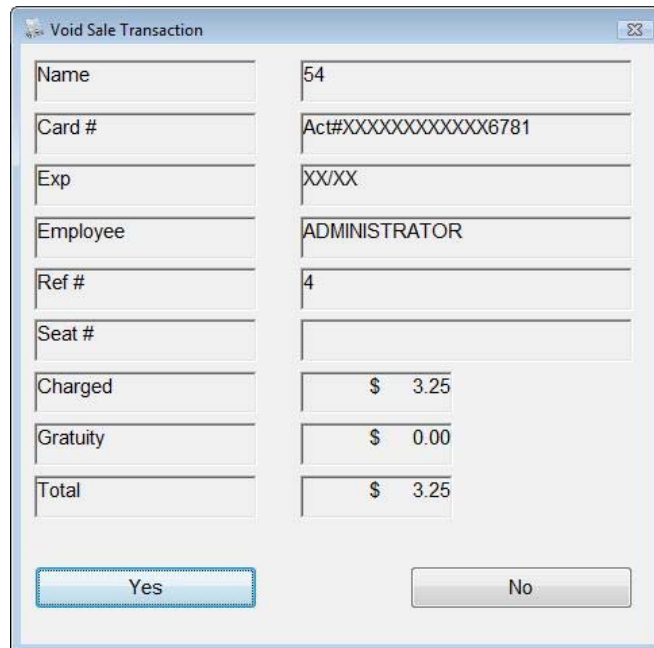 Void Sale Transaction
Name 54
Card # Act#XXXXXXXXXXXX6781
Exp XX/XX
Employee ADMINISTRATOR
Ref # 4
Seat #
Charged $ 3.25
Gratuity $ 0.00
Total $ 3.25
Yes No